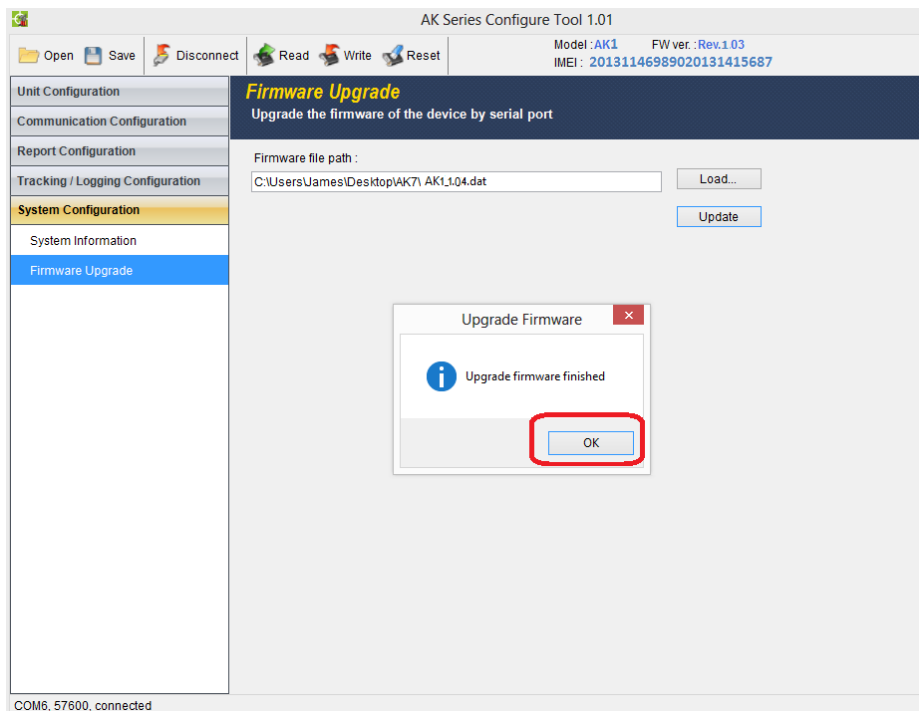 AK Series Configure Tool 1.01
Open Save Disconnect Read Write Reset
Model :AK1 FW ver. :Rev.1.03
IMEI : 20131146989020131415687
Unit Configuration
Communication Configuration
Report Configuration
Tracking / Logging Configuration
System Configuration
System Information
Firmware Upgrade
Firmware Upgrade
Upgrade the firmware of the device by serial port
Firmware file path :
C:\Users\James\Desktop\AK7\ AK1_1.04.dat
Load...
Update
Upgrade Firmware
Upgrade firmware finished
OK
COM6, 57600, connected